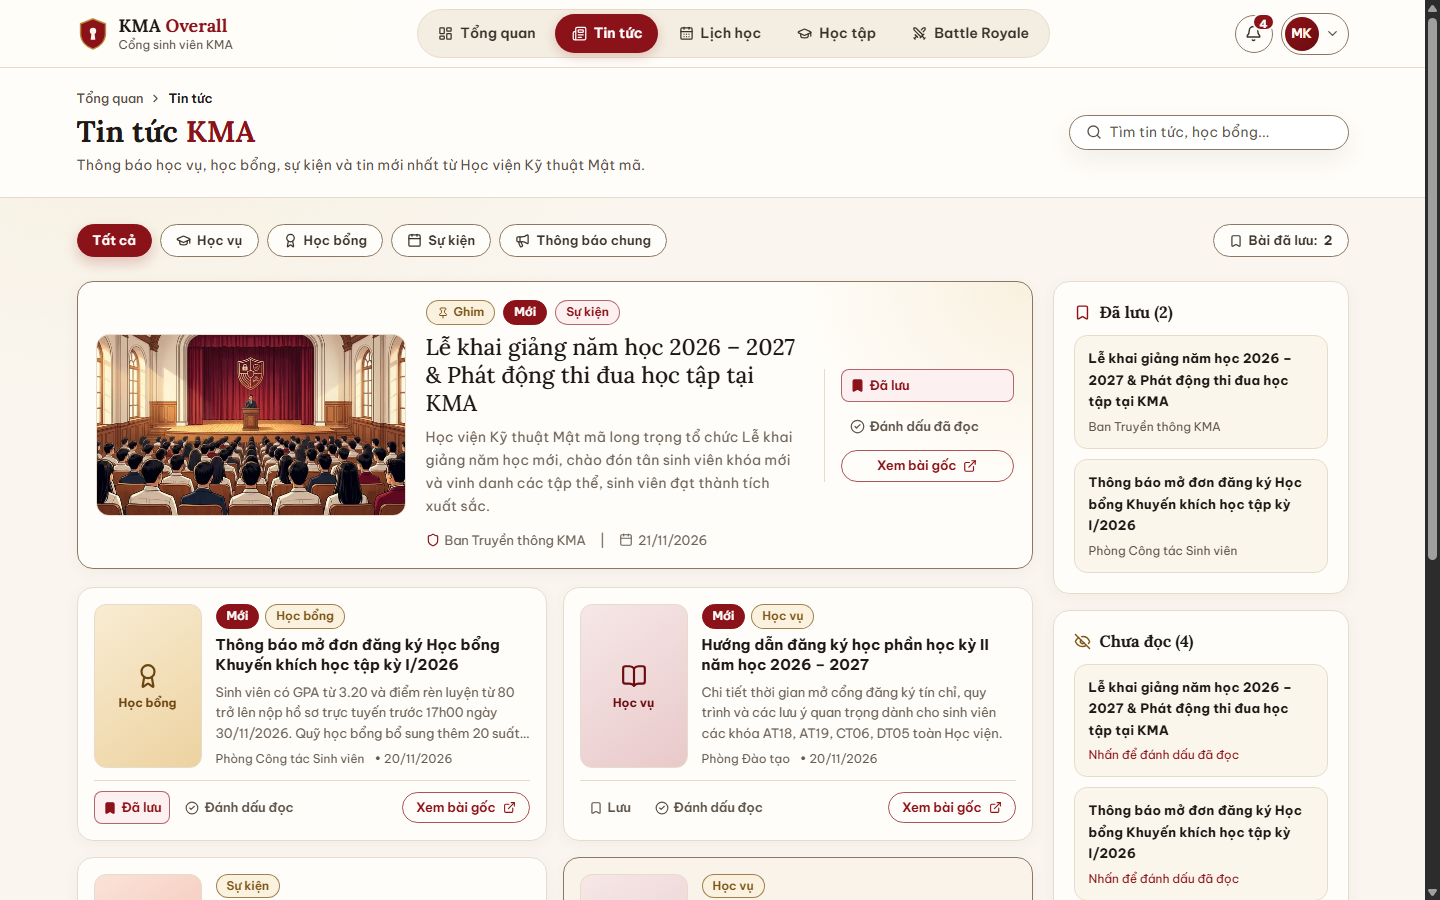 KMA Overall
Cổng sinh viên KMA
Tổng quan
Tin tức
Lịch học
Học tập
Battle Royale
4
MK
Tổng quan > Tin tức
Tin tức KMA
Thông báo học vụ, học bổng, sự kiện và tin mới nhất từ Học viện Kỹ thuật Mật mã.
Tìm tin tức, học bổng...
Tất cả
Học vụ
Học bổng
Sự kiện
Thông báo chung
Bài đã lưu: 2
Ghim
Mới
Sự kiện
Lễ khai giảng năm học 2026 – 2027
& Phát động thi đua học tập tại
KMA
Học viện Kỹ thuật Mật mã long trọng tổ chức Lễ khai
giảng năm học mới, chào đón tân sinh viên khóa mới
và vinh danh các tập thể, sinh viên đạt thành tích
xuất sắc.
Ban Truyền thông KMA | 21/11/2026
Đã lưu
Đánh dấu đã đọc
Xem bài gốc
Mới
Học bổng
Học bổng
Thông báo mở đơn đăng ký Học bổng
Khuyến khích học tập kỳ I/2026
Sinh viên có GPA từ 3.20 và điểm rèn luyện từ 80
trở lên nộp hồ sơ trực tuyến trước 17h00 ngày
30/11/2026. Quỹ học bổng bổ sung thêm 20 suất...
Phòng Công tác Sinh viên • 20/11/2026
Đã lưu
Đánh dấu đọc
Xem bài gốc
Mới
Học vụ
Học vụ
Hướng dẫn đăng ký học phần học kỳ II
năm học 2026 – 2027
Chi tiết thời gian mở cổng đăng ký tín chỉ, quy
trình và các lưu ý quan trọng dành cho sinh viên
các khóa AT18, AT19, CT06, DT05 toàn Học viện.
Phòng Đào tạo • 20/11/2026
Lưu
Đánh dấu đọc
Xem bài gốc
Sự kiện
Học vụ
Đã lưu (2)
Lễ khai giảng năm học 2026 –
2027 & Phát động thi đua học
tập tại KMA
Ban Truyền thông KMA
Thông báo mở đơn đăng ký Học
bổng Khuyến khích học tập kỳ
I/2026
Phòng Công tác Sinh viên
Chưa đọc (4)
Lễ khai giảng năm học 2026 –
2027 & Phát động thi đua học
tập tại KMA
Nhấn để đánh dấu đã đọc
Thông báo mở đơn đăng ký Học
bổng Khuyến khích học tập kỳ
I/2026
Nhấn để đánh dấu đã đọc